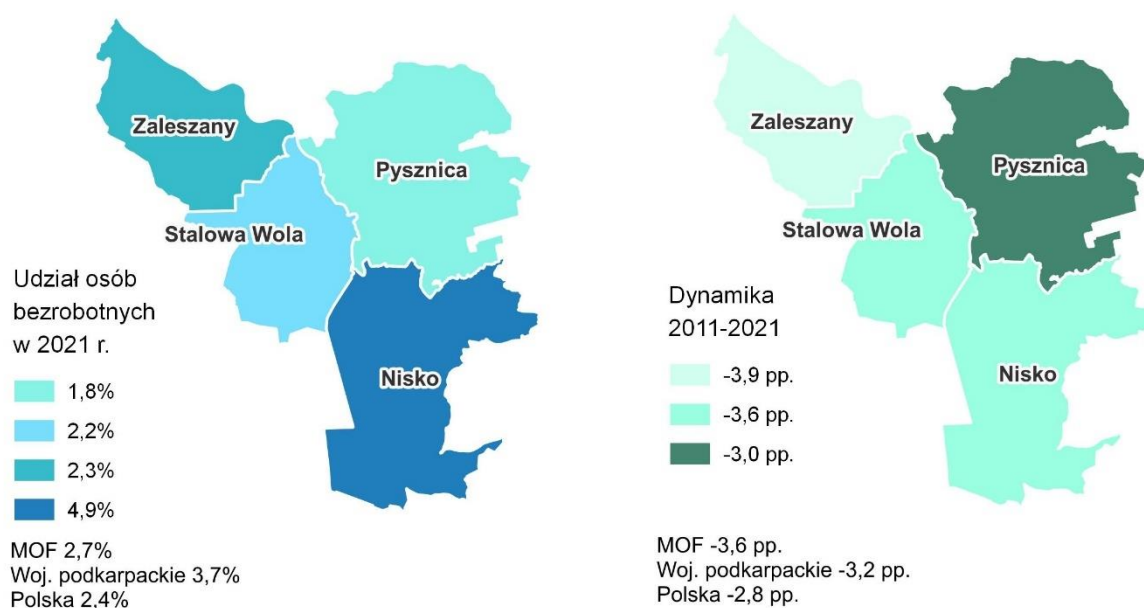 Zaleszany
Pysznica
Stalowa Wola
Nisko
Udział osób
bezrobotnych
w 2021 r.
1,8%
2,2%
2,3%
4,9%
MOF 2,7%
Woj. podkarpackie 3,7%
Polska 2,4%
Zaleszany
Pysznica
Stalowa Wola
Nisko
Dynamika
2011-2021
-3,9 pp.
-3,6 pp.
-3,0 pp.
MOF -3,6 pp.
Woj. podkarpackie -3,2 pp.
Polska -2,8 pp.